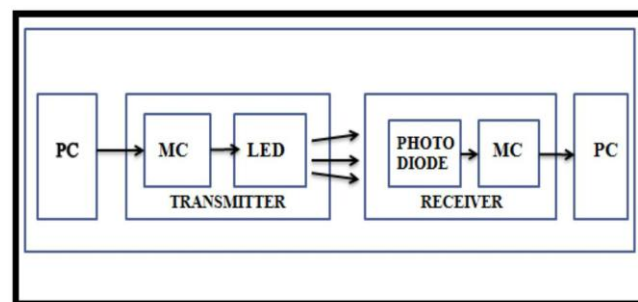 PC
MC
LED
TRANSMITTER
PHOTO
DIODE
MC
RECEIVER
PC